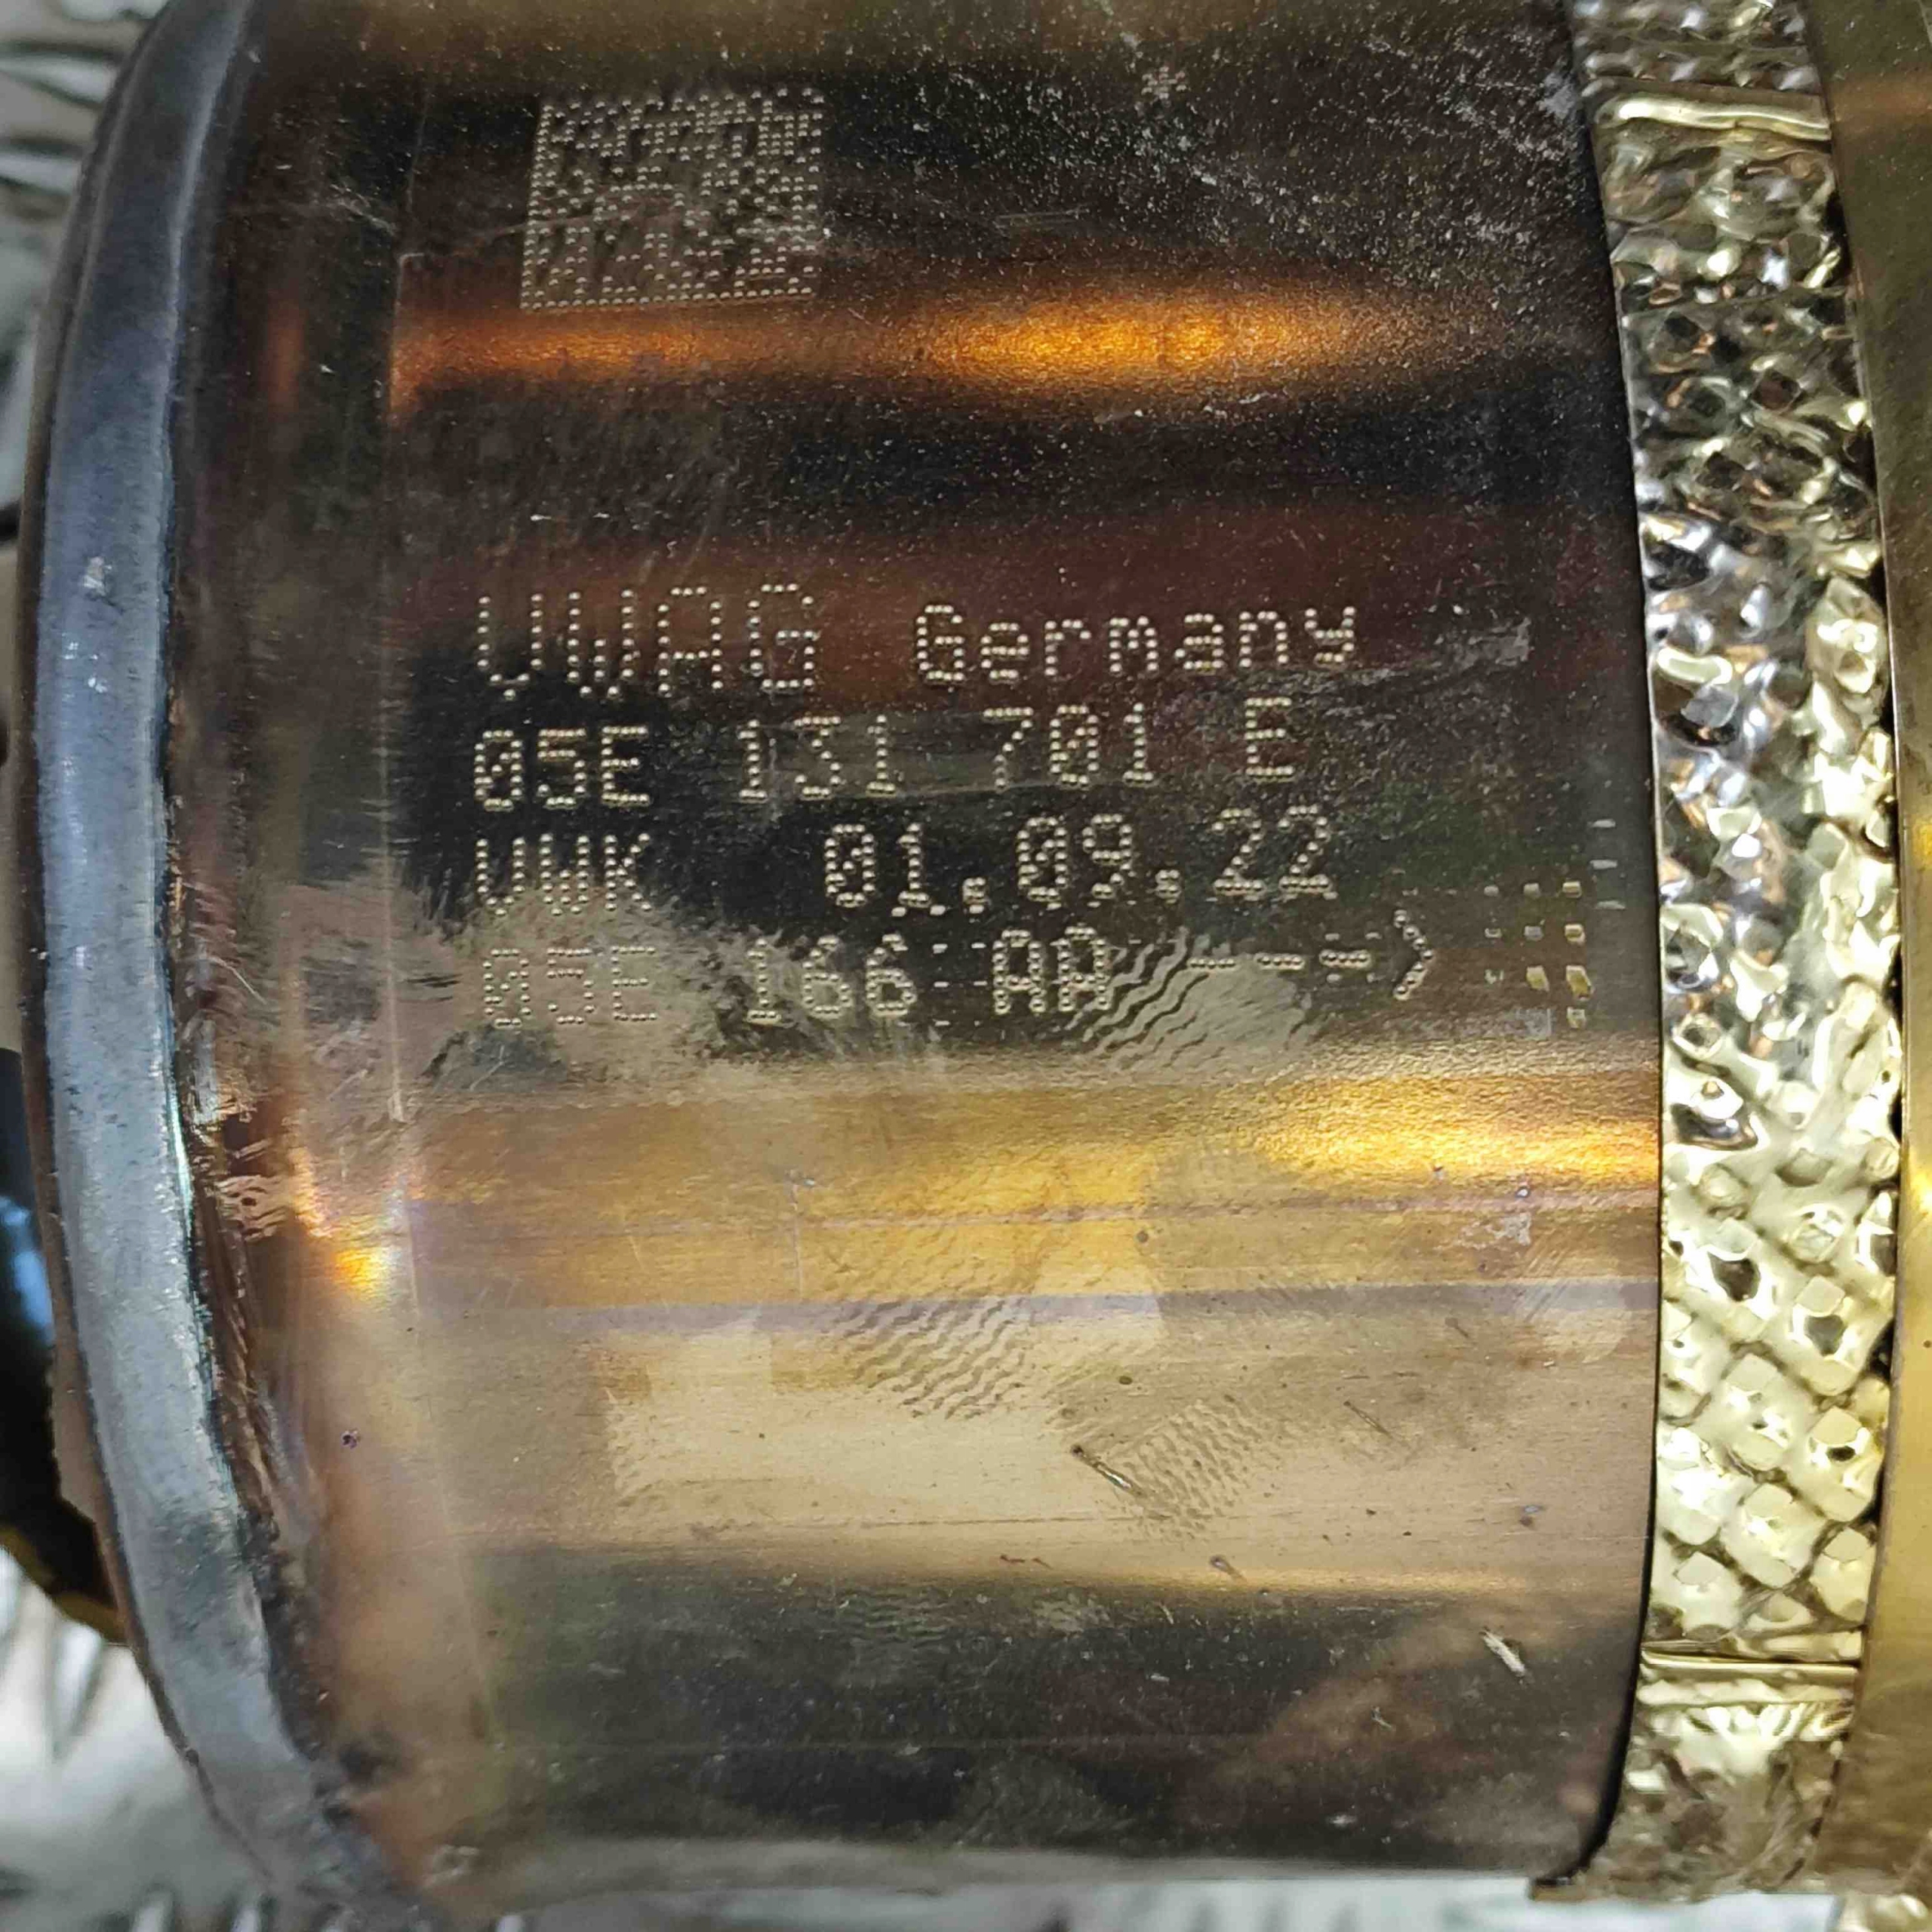 VWAG Germany
05E 131 701 E
VWK 01.09.22
05E 166 AA --->